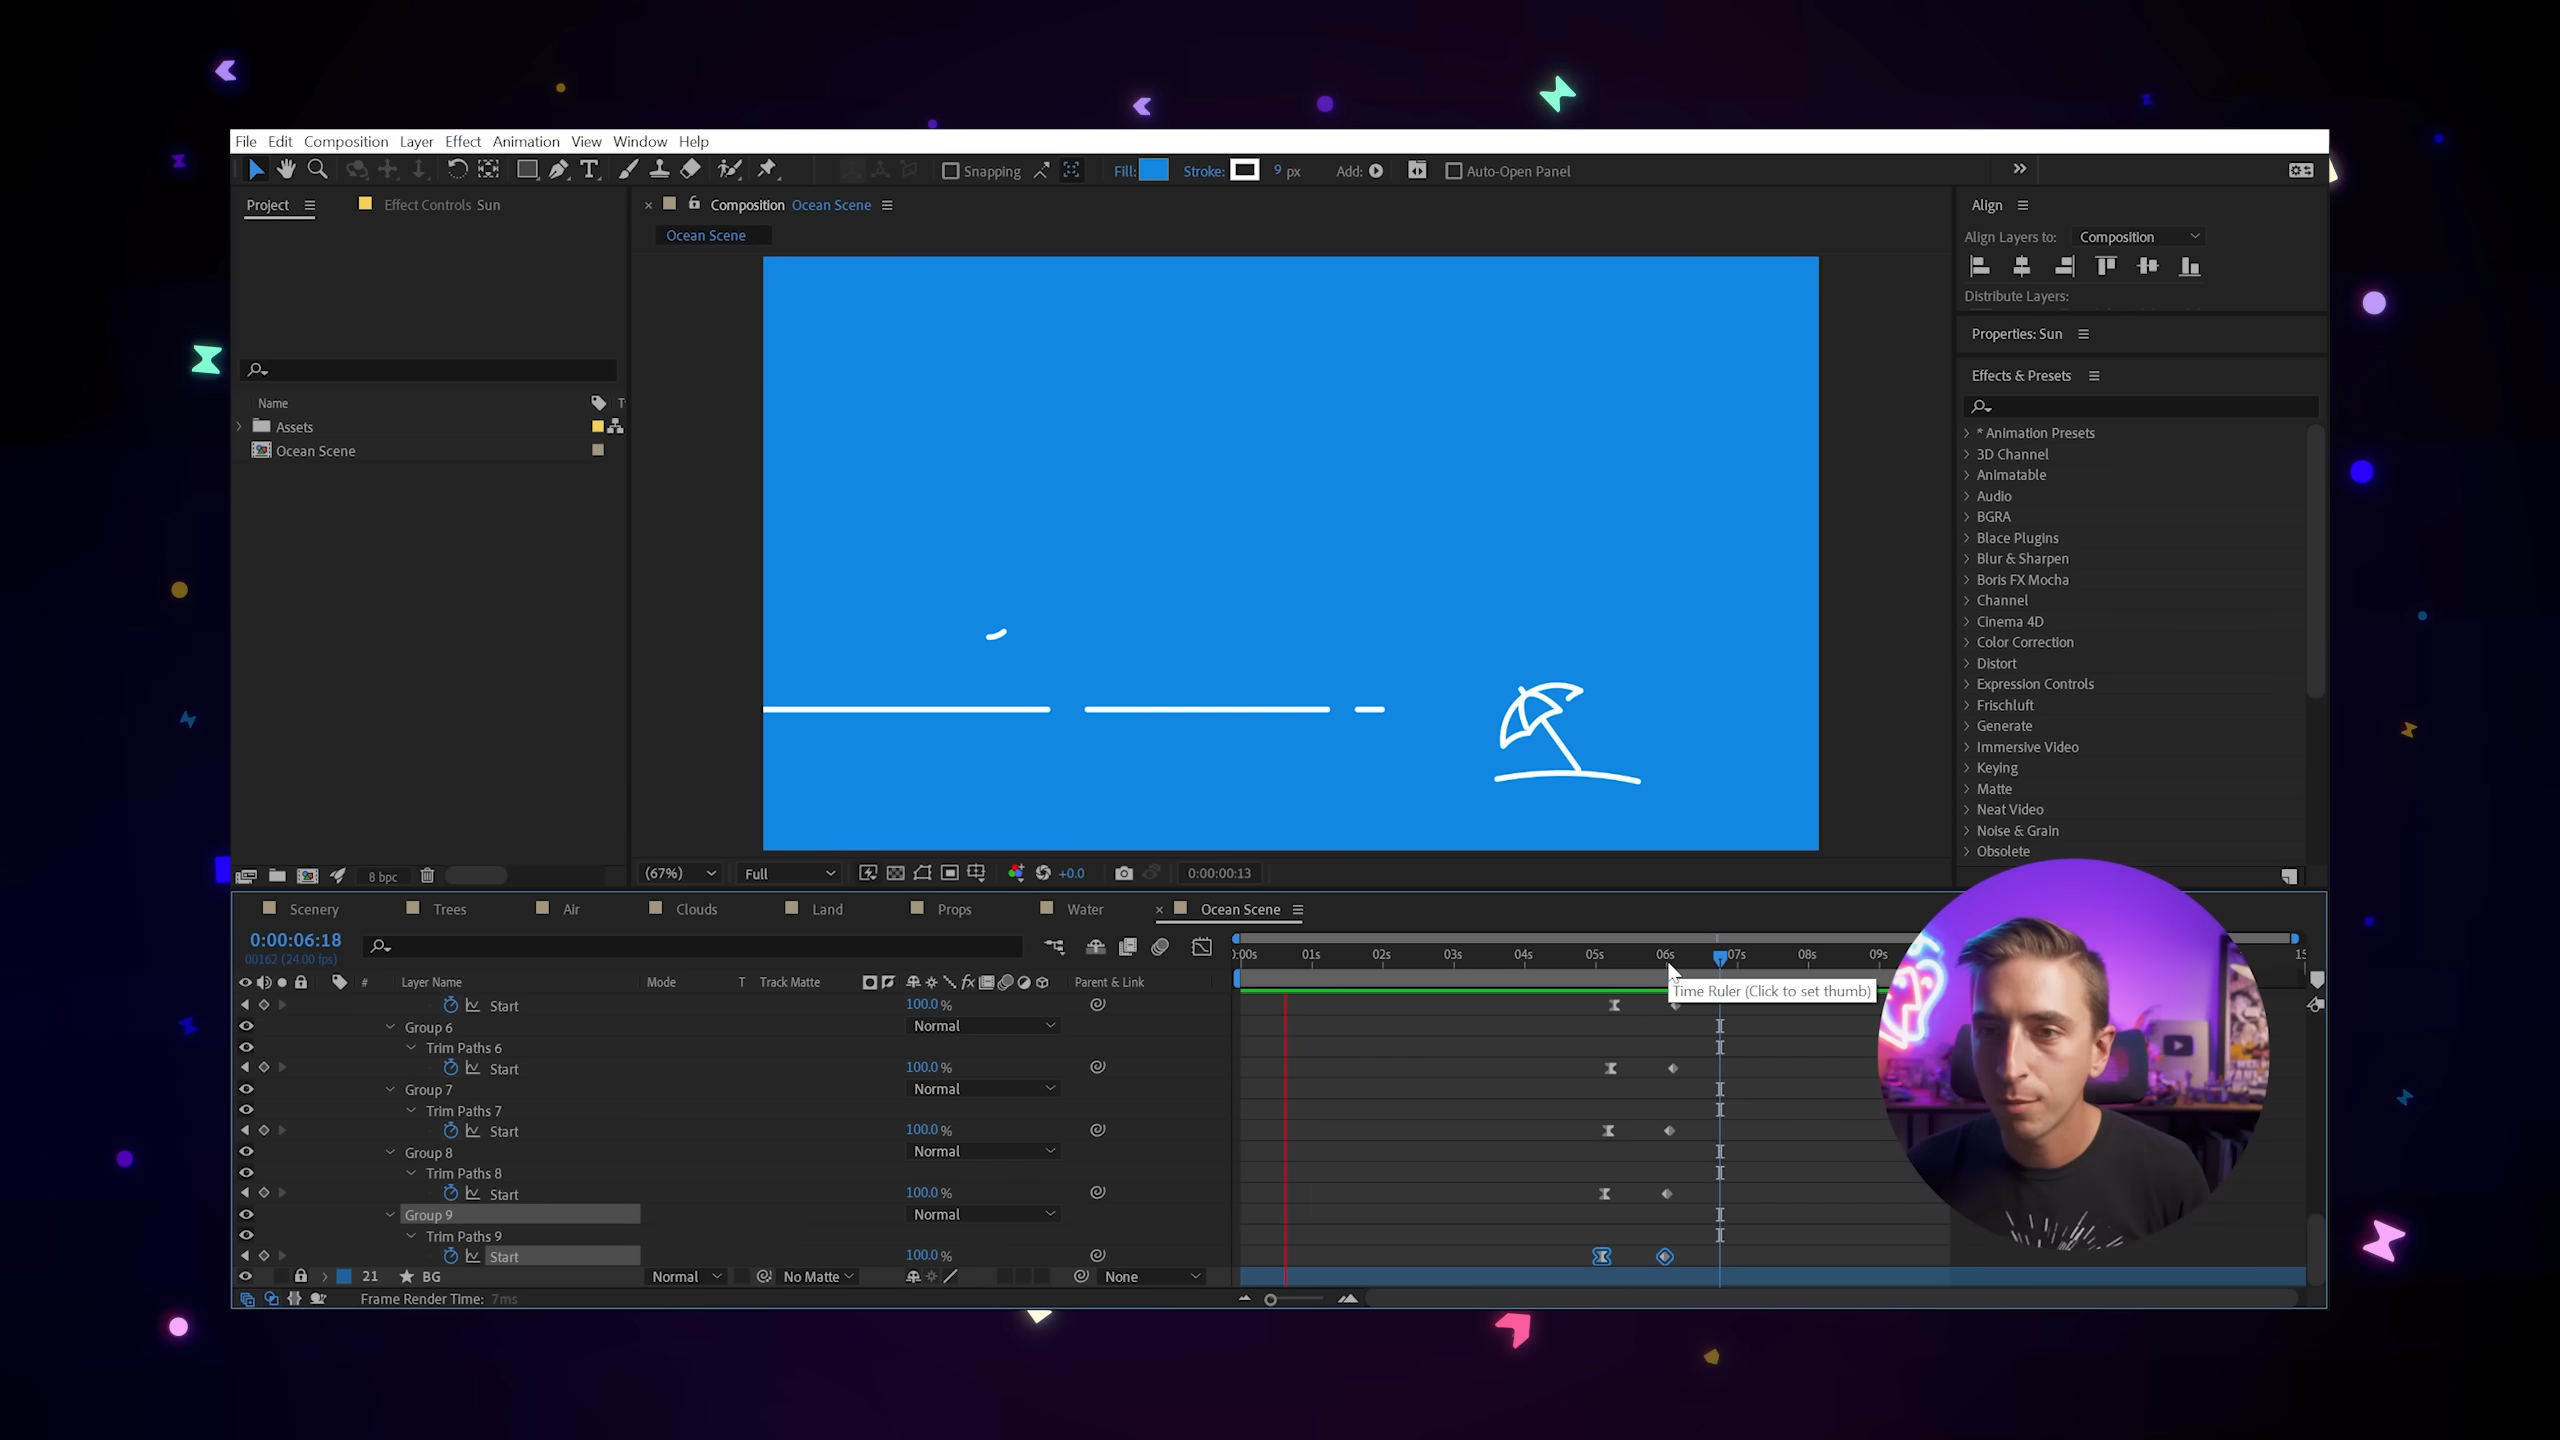 File Edit Composition Layer Effect Animation View Window Help
Snapping Fill: Stroke: 9 px Add: Auto-Open Panel
Project Effect Controls Sun
Composition Ocean Scene
Ocean Scene
Name T
Assets
Ocean Scene
8 bpc
(67%) Full +0.0 0:00:00:13
Align
Align Layers to: Composition
Distribute Layers:
Properties: Sun
Effects & Presets
* Animation Presets
3D Channel
Animatable
Audio
BGRA
Blace Plugins
Blur & Sharpen
Boris FX Mocha
Channel
Cinema 4D
Color Correction
Distort
Expression Controls
Frischluft
Generate
Immersive Video
Keying
Matte
Neat Video
Noise & Grain
Obsolete
Scenery Trees Air Clouds Land Props Water Ocean Scene
0:00:06:18
00162 (24.00 fps)
):00s 01s 02s 03s 04s 05s 06s 07s 08s 09s 15
# Layer Name Mode T Track Matte fx Parent & Link
Time Ruler (Click to set thumb)
Start 100.0 %
Group 6 Normal
Trim Paths 6
Start 100.0 %
Group 7 Normal
Trim Paths 7
Start 100.0 %
Group 8 Normal
Trim Paths 8
Start 100.0 %
Group 9 Normal
Trim Paths 9
Start 100.0 %
21 BG Normal No Matte None
Frame Render Time: 7ms